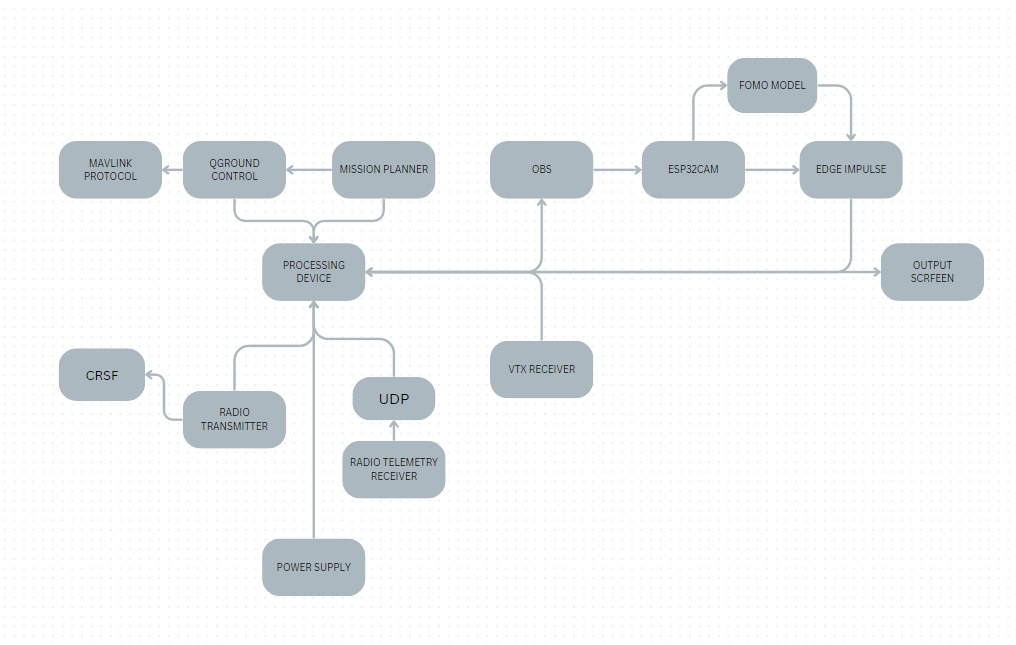 FOMO MODEL
MAVLINK
PROTOCOL
QGROUND
CONTROL
MISSION PLANNER
OBS
ESP32CAM
EDGE IMPULSE
PROCESSING
DEVICE
OUTPUT
SCRFEEN
CRSF
RADIO
TRANSMITTER
UDP
VTX RECEIVER
RADIO TELEMETRY
RECEIVER
POWER SUPPLY